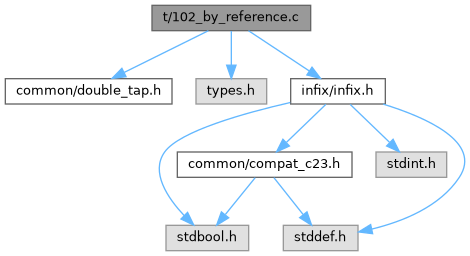 t/102_by_reference.c
common/double_tap.h
types.h
infix/infix.h
common/compat_c23.h
stdint.h
stdbool.h
stddef.h